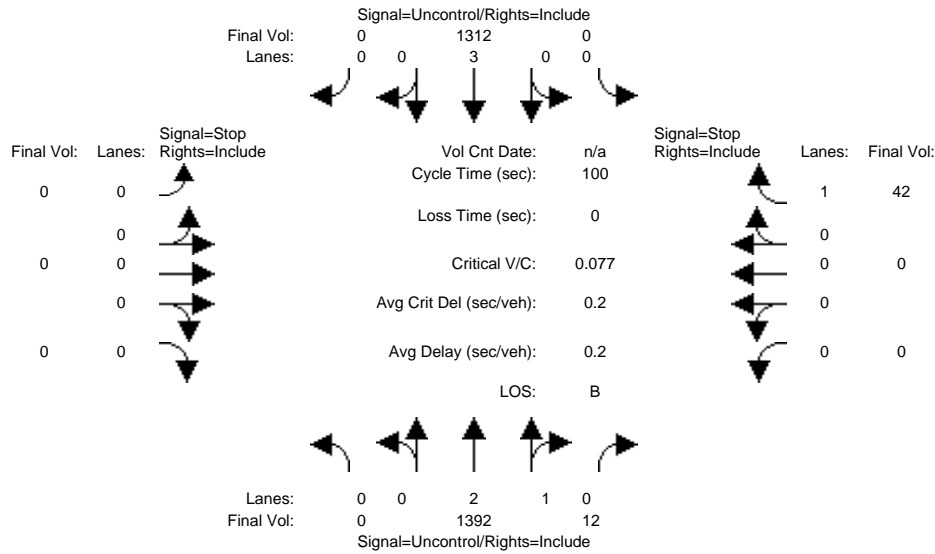 Signal=Uncontrol/Rights=Include
Final Vol: 0 1312 0
Lanes: 0 0 3 0 0
Signal=Stop
Final Vol: Lanes: Rights=Include
Vol Cnt Date: n/a
Signal=Stop
Rights=Include Lanes: Final Vol:
Cycle Time (sec): 100
0 0
1 42
Loss Time (sec): 0
0
0
0 0
Critical V/C: 0.077
0 0
0
Avg Crit Del (sec/veh): 0.2
0
0 0
Avg Delay (sec/veh): 0.2
0 0
LOS: B
Lanes: 0 0 2 1 0
Final Vol: 0 1392 12
Signal=Uncontrol/Rights=Include